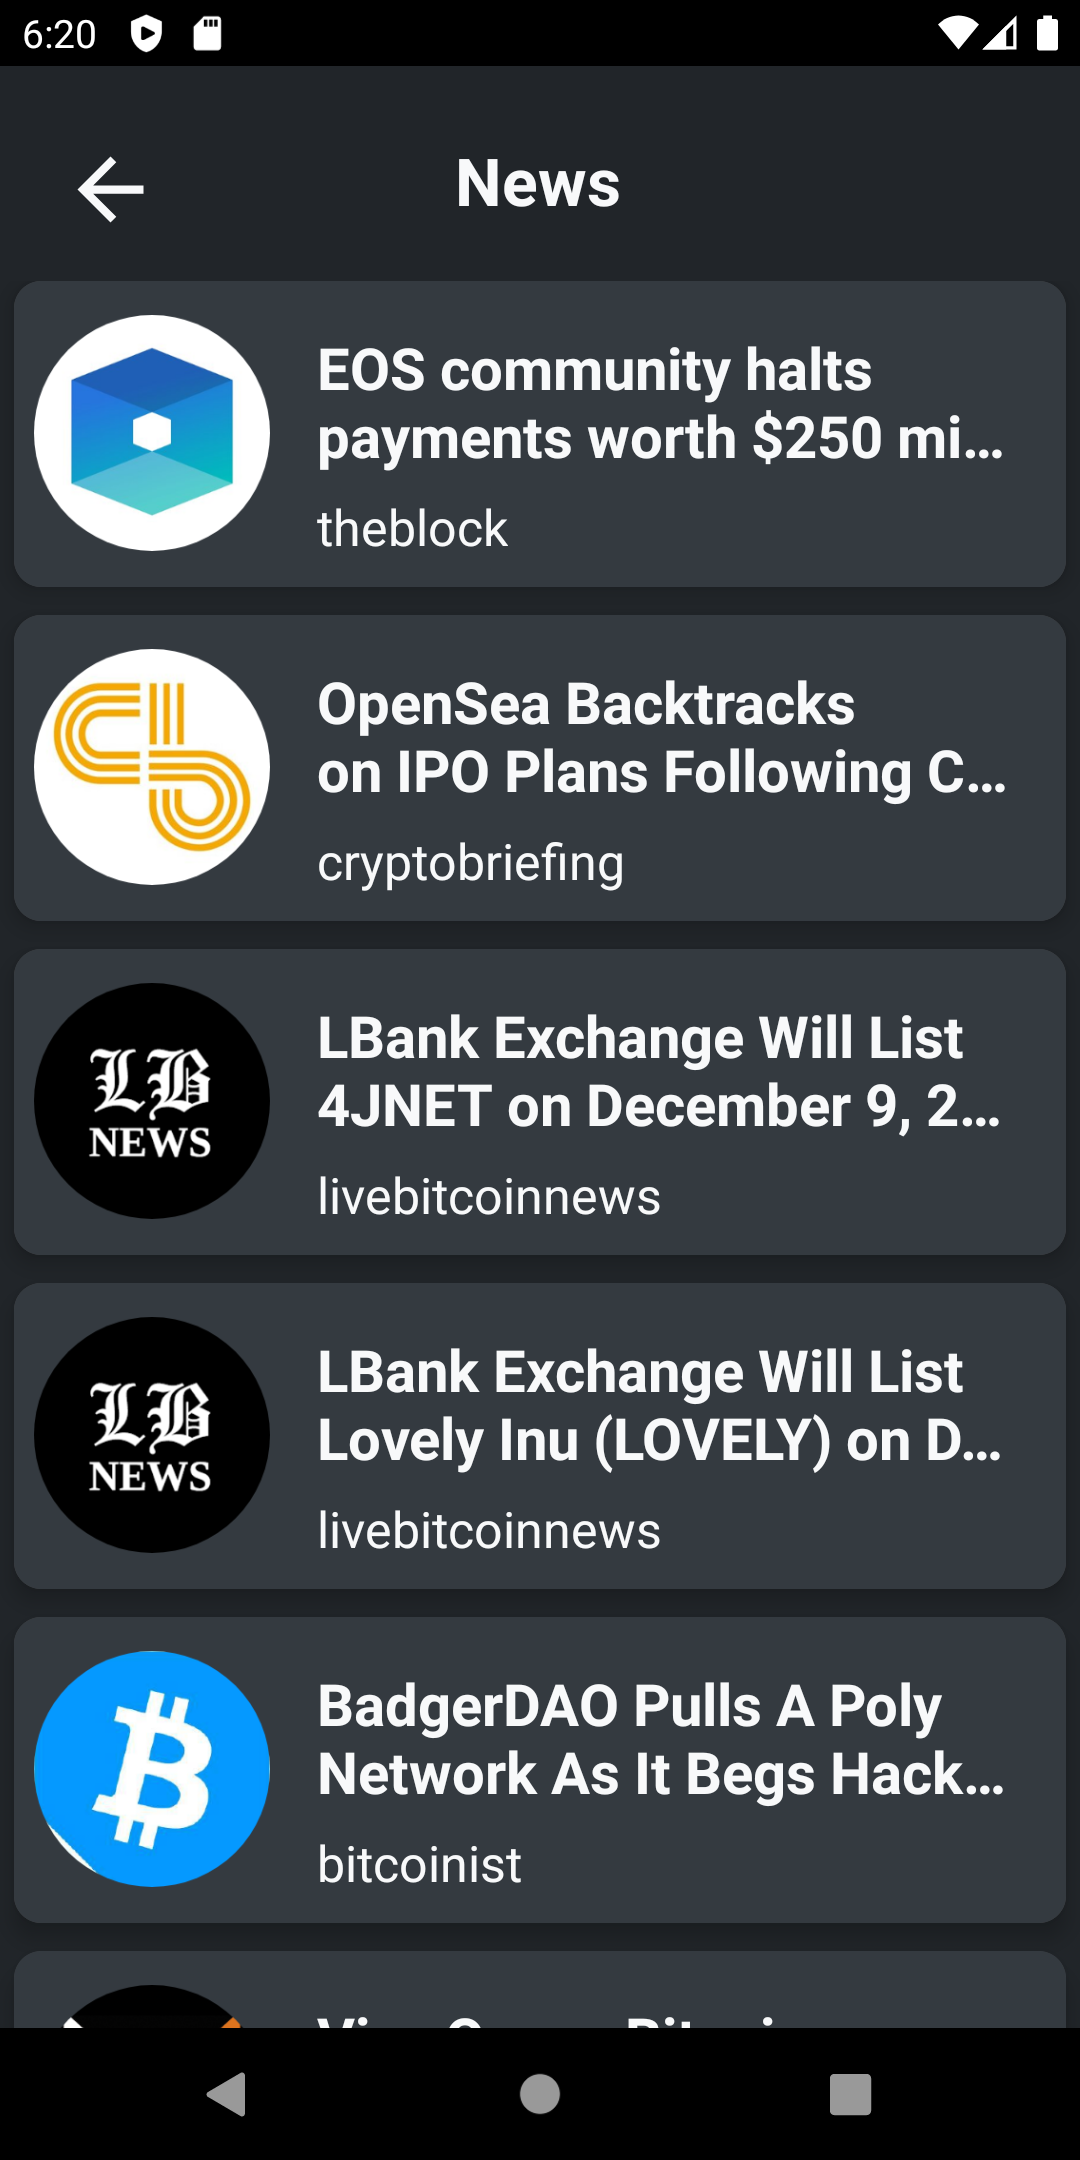 6:20
News
EOS community halts
payments worth $250 mi...
theblock
OpenSea Backtracks
on IPO Plans Following C...
cryptobriefing
LB
NEWS
LBank Exchange Will List
4JNET on December 9, 2...
livebitcoinnews
LB
NEWS
LBank Exchange Will List
Lovely Inu (LOVELY) on D...
livebitcoinnews
BadgerDAO Pulls A Poly
Network As It Begs Hack...
bitcoinist